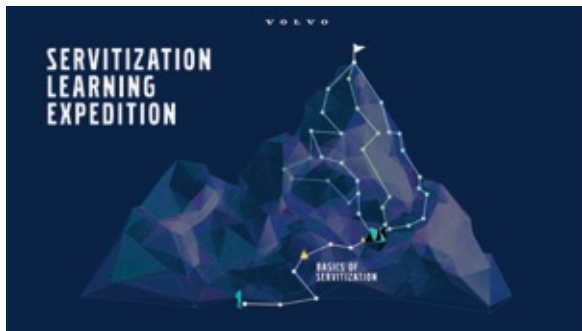 VOLVO
SERVITIZATION
LEARNING
EXPEDITION
BASICS OF
SERVITIZATION